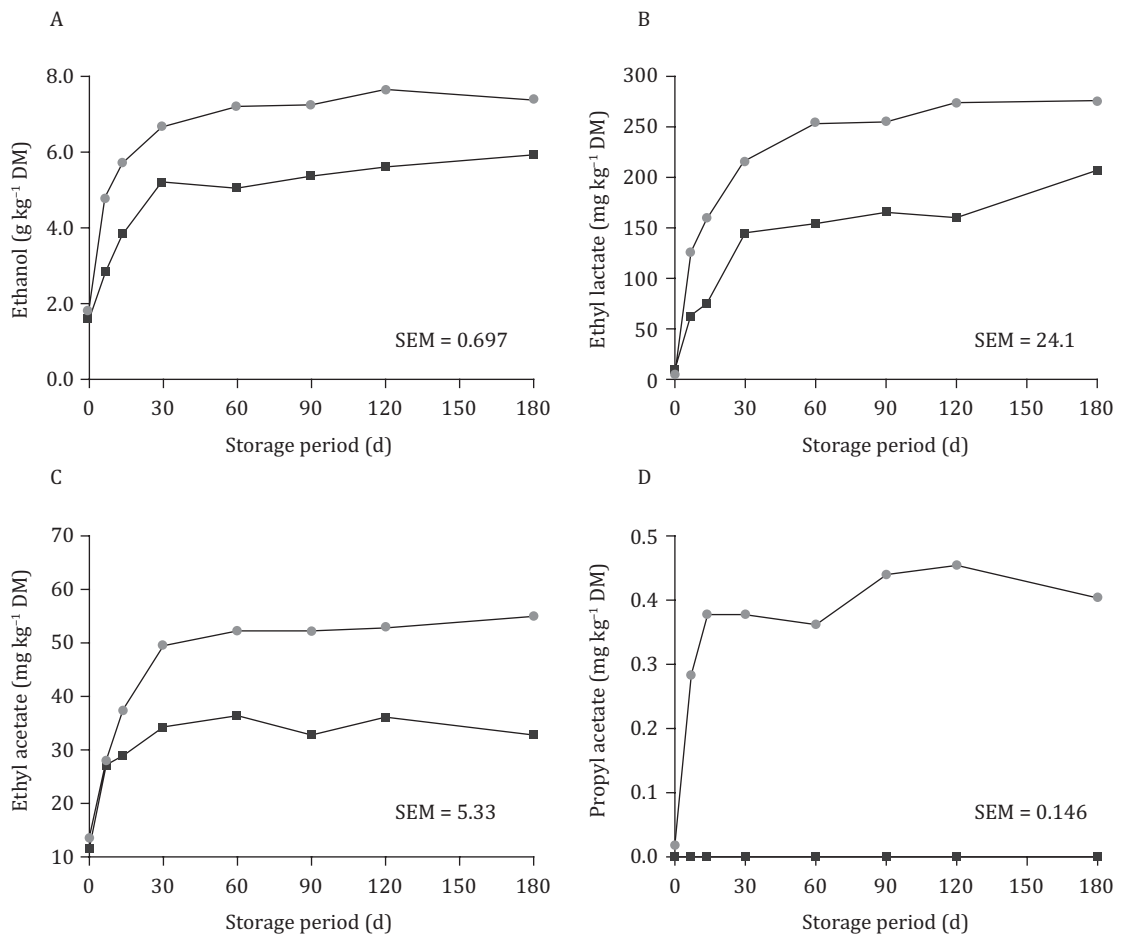 A
Ethanol (g kg⁻¹ DM)
8.0
6.0
4.0
2.0
0.0
SEM = 0.697
0 30 60 90 120 150 180
Storage period (d)
B
Ethyl lactate (mg kg⁻¹ DM)
300
250
200
150
100
50
0
SEM = 24.1
0 30 60 90 120 150 180
Storage period (d)
C
Ethyl acetate (mg kg⁻¹ DM)
70
60
50
40
30
20
10
SEM = 5.33
0 30 60 90 120 150 180
Storage period (d)
D
Propyl acetate (mg kg⁻¹ DM)
0.5
0.4
0.3
0.2
0.1
0.0
SEM = 0.146
0 30 60 90 120 150 180
Storage period (d)